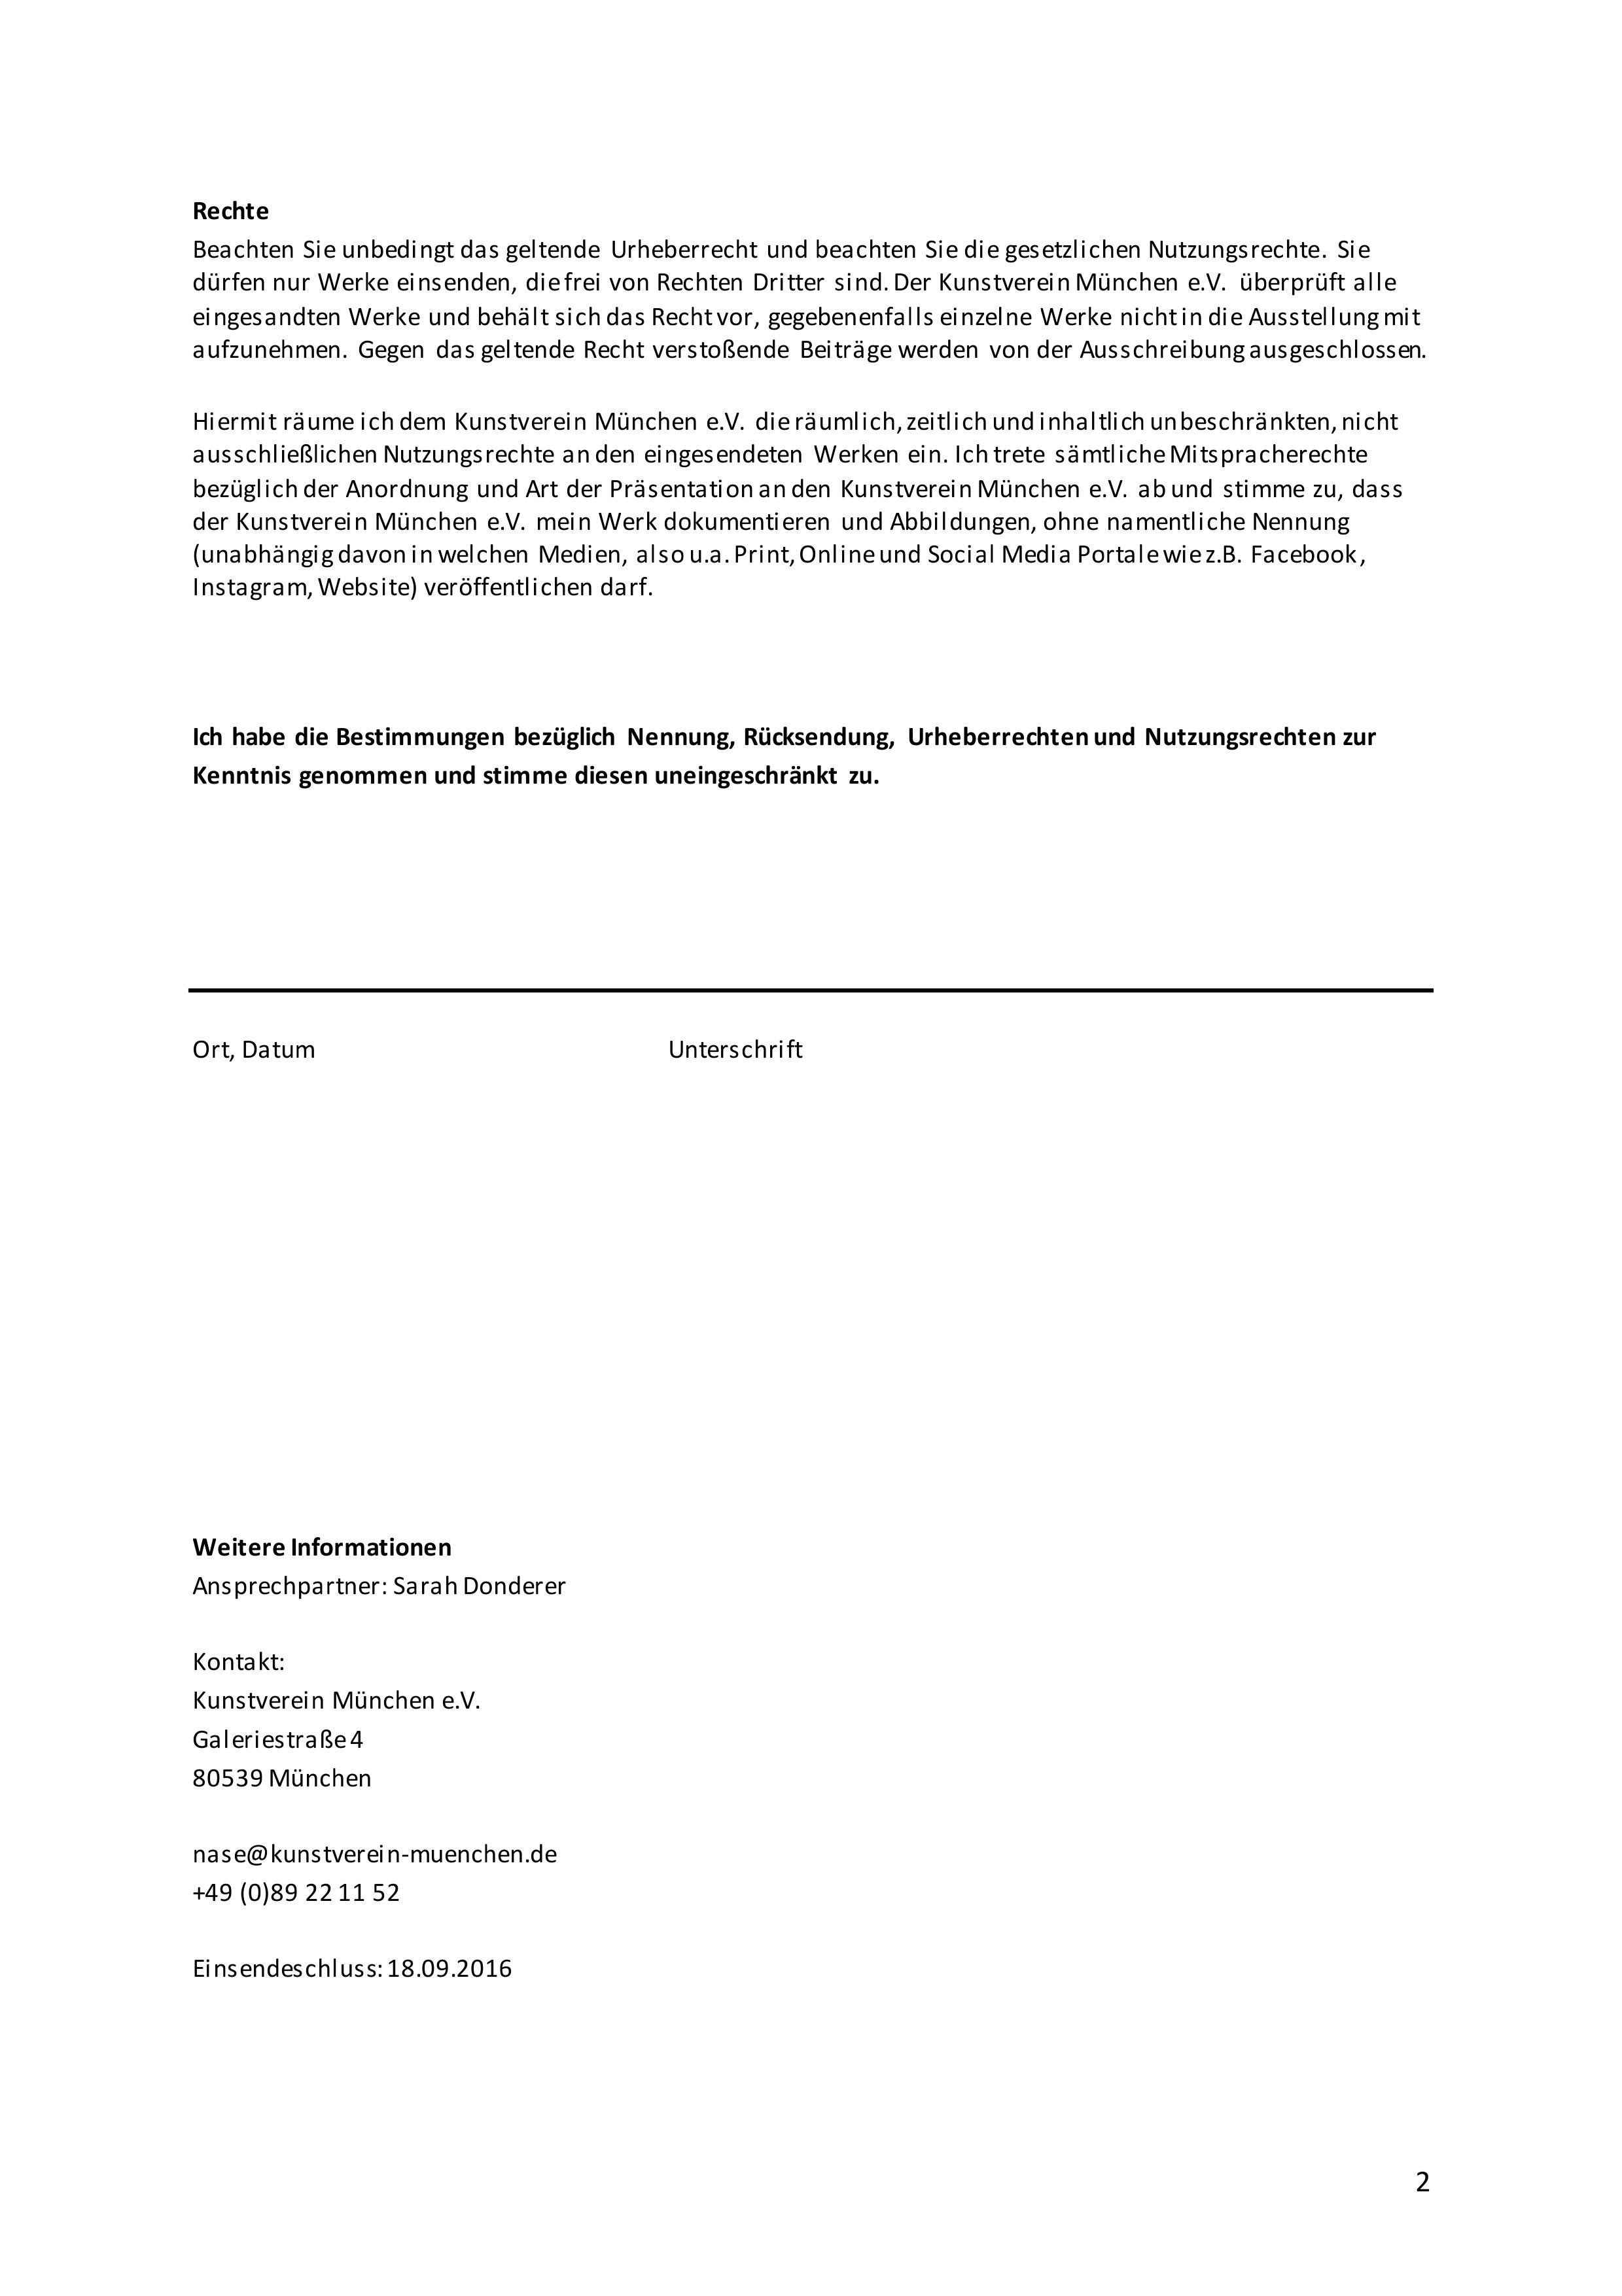 Rechte
Beachten Sie unbedingt das geltende Urheberrecht und beachten Sie die gesetzlichen Nutzungsrechte. Sie
dürfen nur Werke einsenden, die frei von Rechten Dritter sind. Der Kunstverein München e.V. überprüft alle
eingesandten Werke und behält sich das Recht vor, gegebenenfalls einzelne Werke nicht in die Ausstellung mit
aufzunehmen. Gegen das geltende Recht verstoßende Beiträge werden von der Ausschreibung ausgeschlossen.
Hiermit räume ich dem Kunstverein München e.V. die räumlich, zeitlich und inhaltlich unbeschränkten, nicht
ausschließlichen Nutzungsrechte an den eingesendeten Werken ein. Ich trete sämtliche Mitspracherechte
bezüglich der Anordnung und Art der Präsentation an den Kunstverein München e.V. ab und stimme zu, dass
der Kunstverein München e.V. mein Werk dokumentieren und Abbildungen, ohne namentliche Nennung
(unabhängig davon in welchen Medien, also u.a. Print, Online und Social Media Portale wie z.B. Facebook,
Instagram, Website) veröffentlichen darf.
Ich habe die Bestimmungen bezüglich Nennung, Rücksendung, Urheberrechten und Nutzungsrechten zur
Kenntnis genommen und stimme diesen uneingeschränkt zu.
Ort, Datum Unterschrift
Weitere Informationen
Ansprechpartner: Sarah Donderer
Kontakt:
Kunstverein München e.V.
Galeriestraße 4
80539 München
nase@kunstverein-muenchen.de
+49 (0)89 22 11 52
Einsendeschluss: 18.09.2016
2